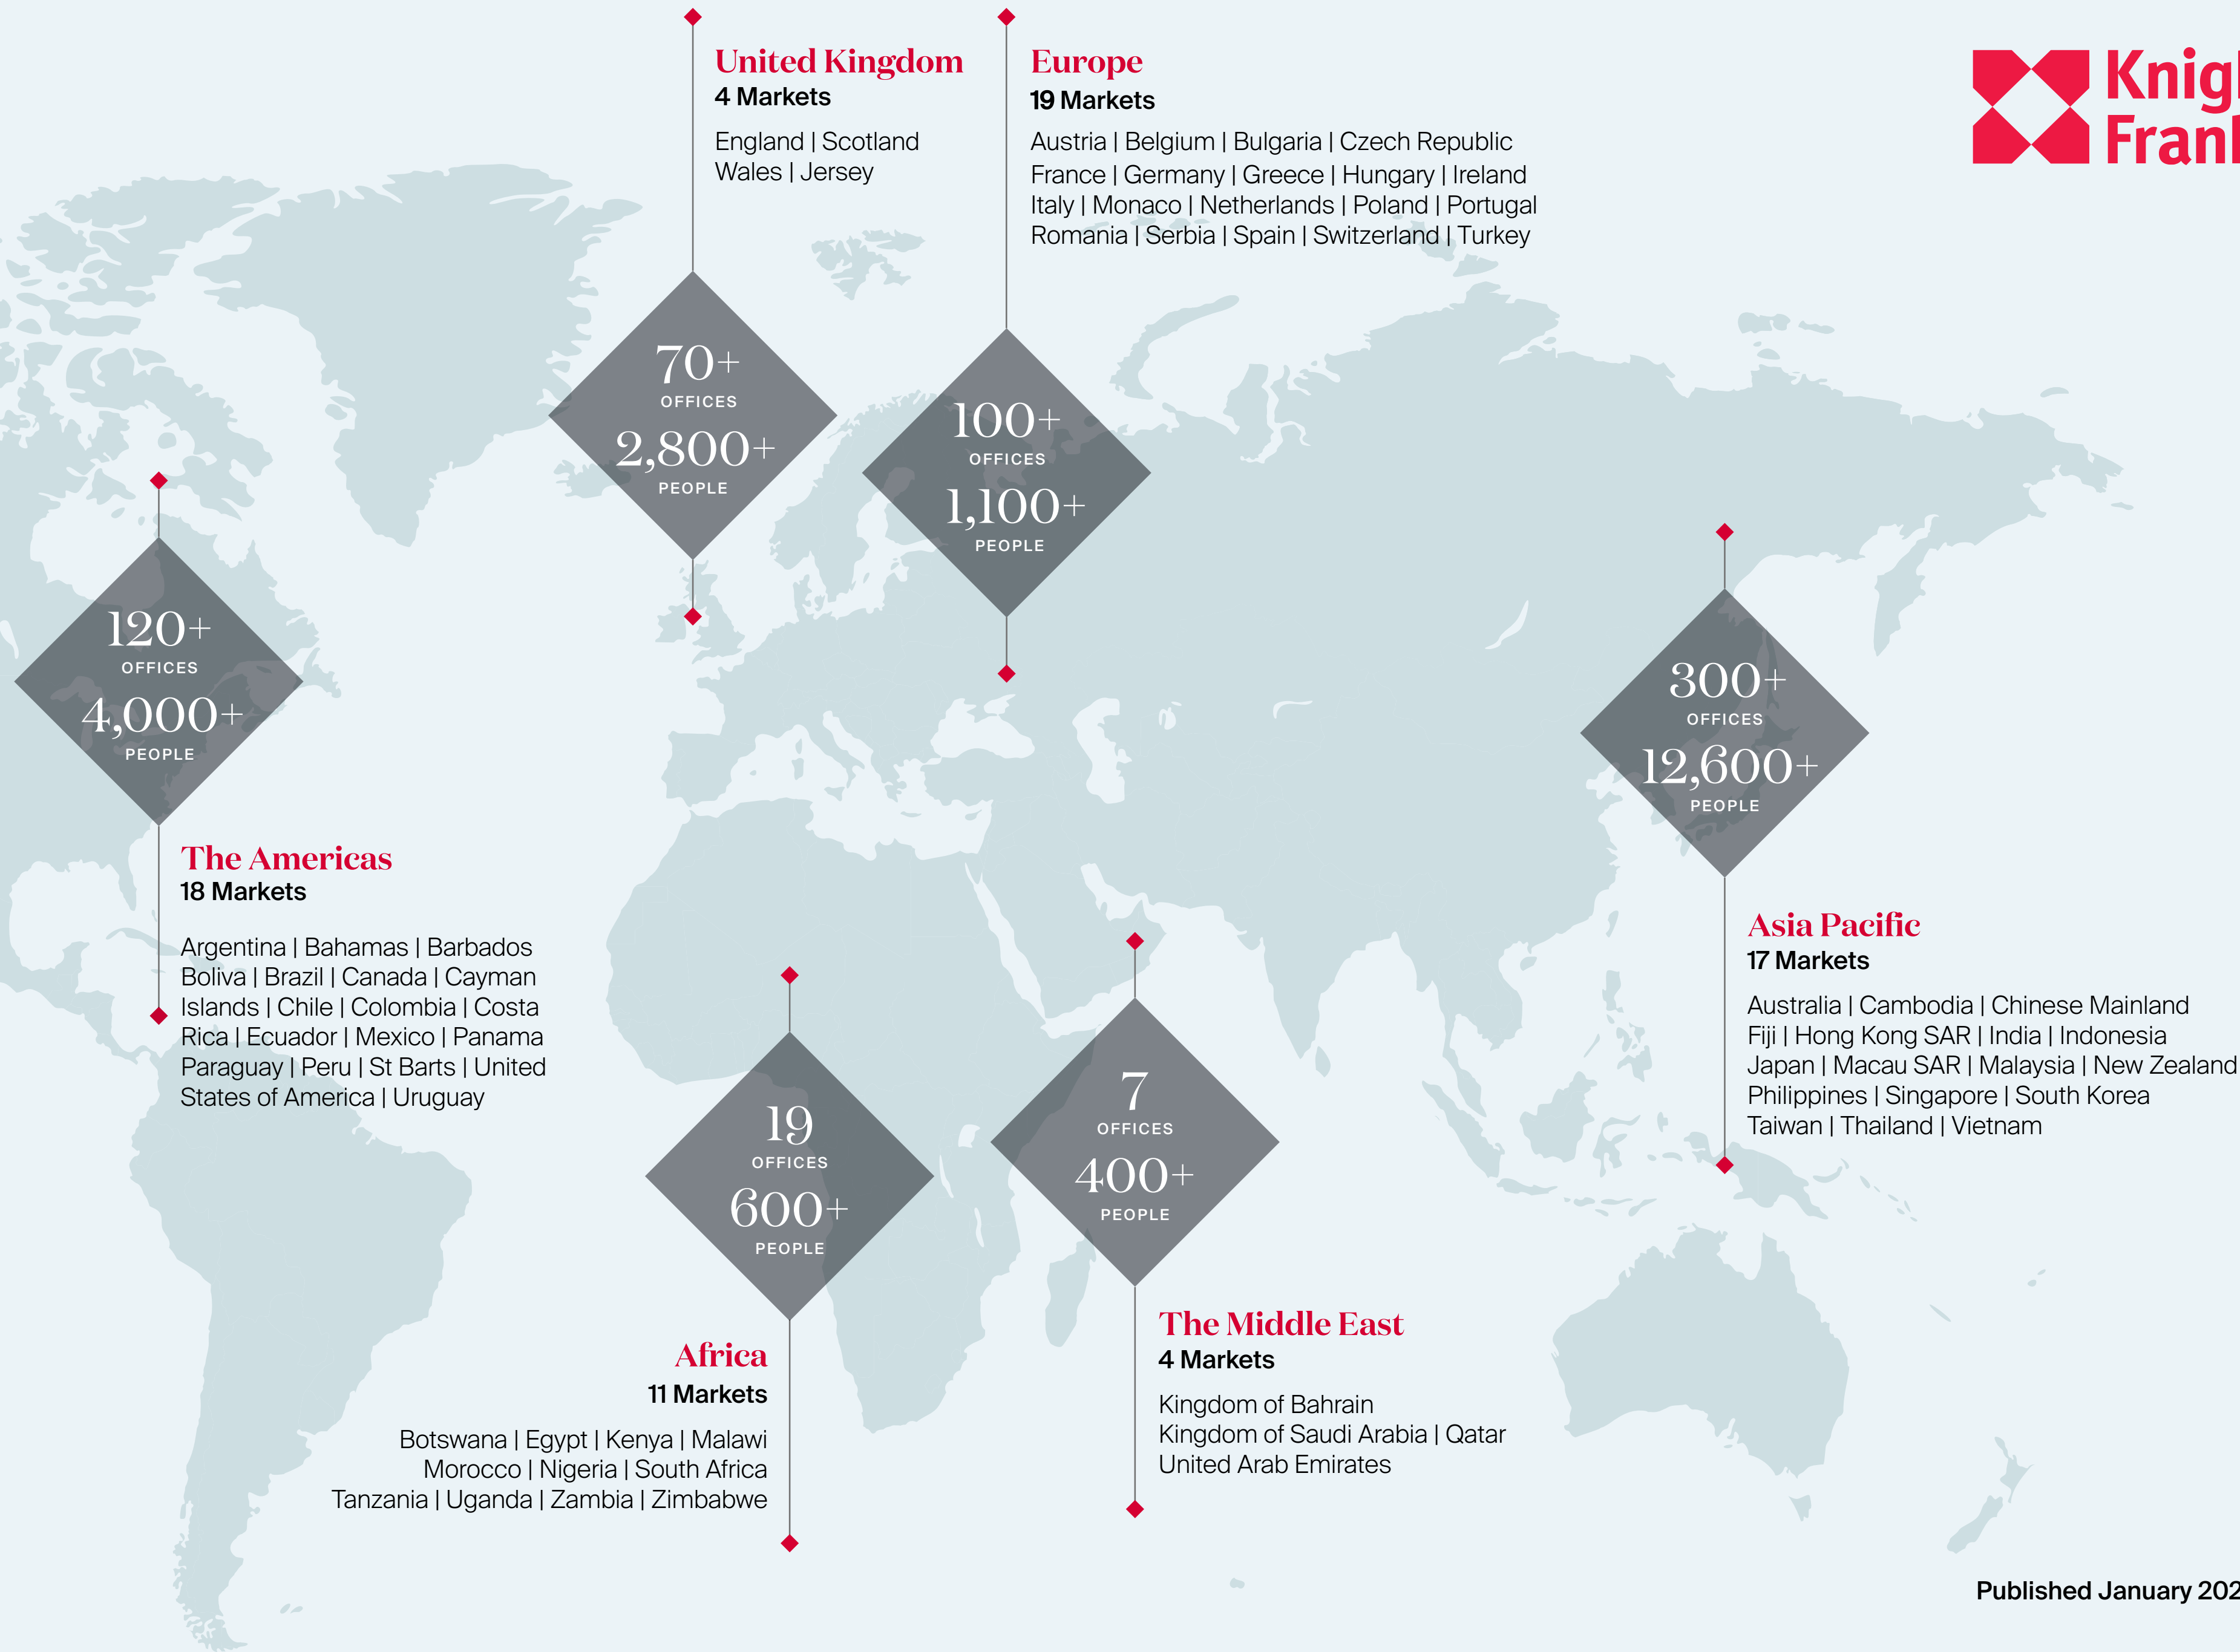 United Kingdom
4 Markets
England | Scotland
Wales | Jersey
70+
OFFICES
2,800+
PEOPLE
Europe
19 Markets
Austria | Belgium | Bulgaria | Czech Republic
France | Germany | Greece | Hungary | Ireland
Italy | Monaco | Netherlands | Poland | Portugal
Romania | Serbia | Spain | Switzerland | Turkey
100+
OFFICES
1,100+
PEOPLE
120+
OFFICES
4,000+
PEOPLE
The Americas
18 Markets
Argentina | Bahamas | Barbados
Boliva | Brazil | Canada | Cayman
Islands | Chile | Colombia | Costa
Rica | Ecuador | Mexico | Panama
Paraguay | Peru | St Barts | United
States of America | Uruguay
300+
OFFICES
12,600+
PEOPLE
Asia Pacific
17 Markets
Australia | Cambodia | Chinese Mainland
Fiji | Hong Kong SAR | India | Indonesia
Japan | Macau SAR | Malaysia | New Zealand
Philippines | Singapore | South Korea
Taiwan | Thailand | Vietnam
19
OFFICES
600+
PEOPLE
Africa
11 Markets
Botswana | Egypt | Kenya | Malawi
Morocco | Nigeria | South Africa
Tanzania | Uganda | Zambia | Zimbabwe
7
OFFICES
400+
PEOPLE
The Middle East
4 Markets
Kingdom of Bahrain
Kingdom of Saudi Arabia | Qatar
United Arab Emirates
Published January